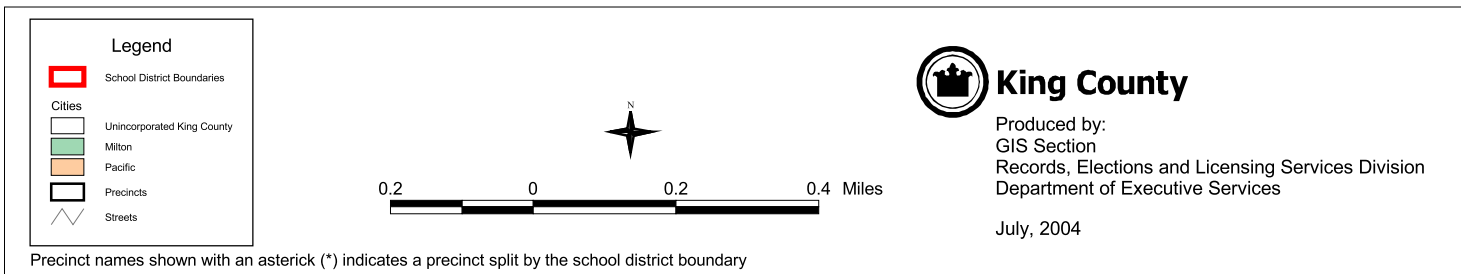 Legend
School District Boundaries
Cities
Unincorporated King County
Milton
Pacific
Precincts
Streets
N
0.2 0 0.2 0.4 Miles
King County
Produced by:
GIS Section
Records, Elections and Licensing Services Division
Department of Executive Services
July, 2004
Precinct names shown with an asterick (*) indicates a precinct split by the school district boundary